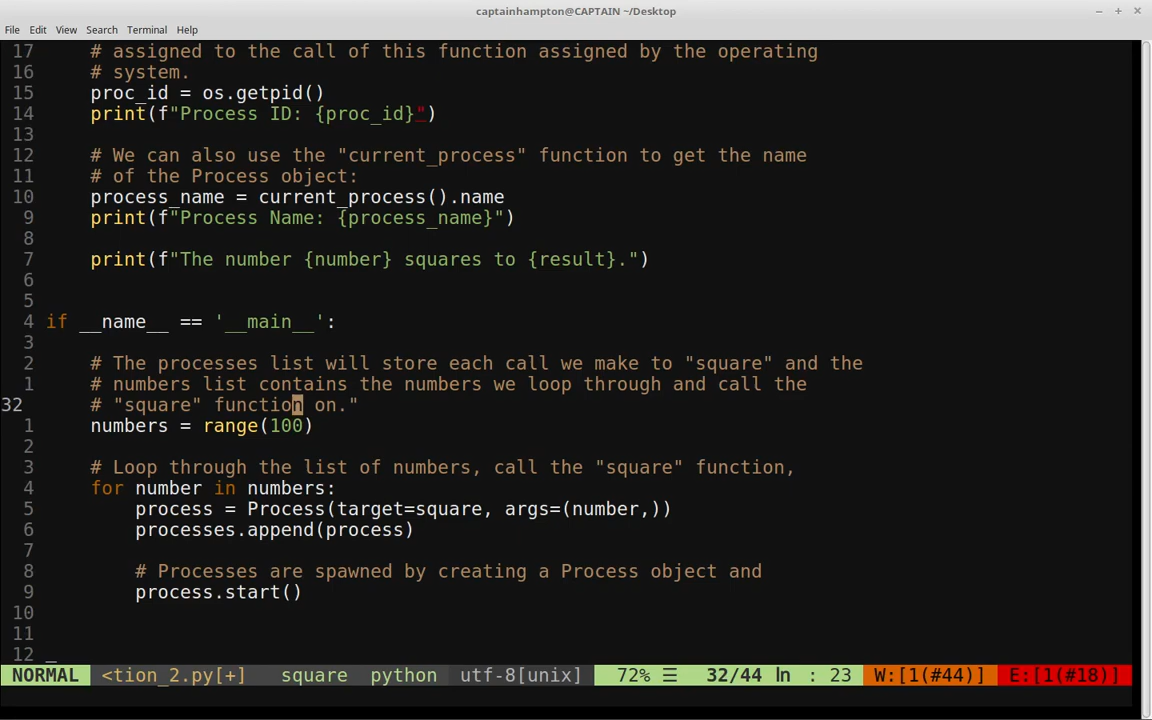 captainhampton@CAPTAIN ~/Desktop
File Edit View Search Terminal Help
17 # assigned to the call of this function assigned by the operating
16 # system.
15 proc_id = os.getpid()
14 print(f"Process ID: {proc_id}")
13
12 # We can also use the "current_process" function to get the name
11 # of the Process object:
10 process_name = current_process().name
9 print(f"Process Name: {process_name}")
8
7 print(f"The number {number} squares to {result}.")
6
5
4 if __name__ == '__main__':
3
2 # The processes list will store each call we make to "square" and the
1 # numbers list contains the numbers we loop through and call the
32 # "square" function on."
1 numbers = range(100)
2
3 # Loop through the list of numbers, call the "square" function,
4 for number in numbers:
5 process = Process(target=square, args=(number,))
6 processes.append(process)
7
8 # Processes are spawned by creating a Process object and
9 process.start()
10
11
12 _
NORMAL <tion_2.py[+] square python utf-8[unix] 72% ☰ 32/44 ln : 23 W:[1(#44)] E:[1(#18)]